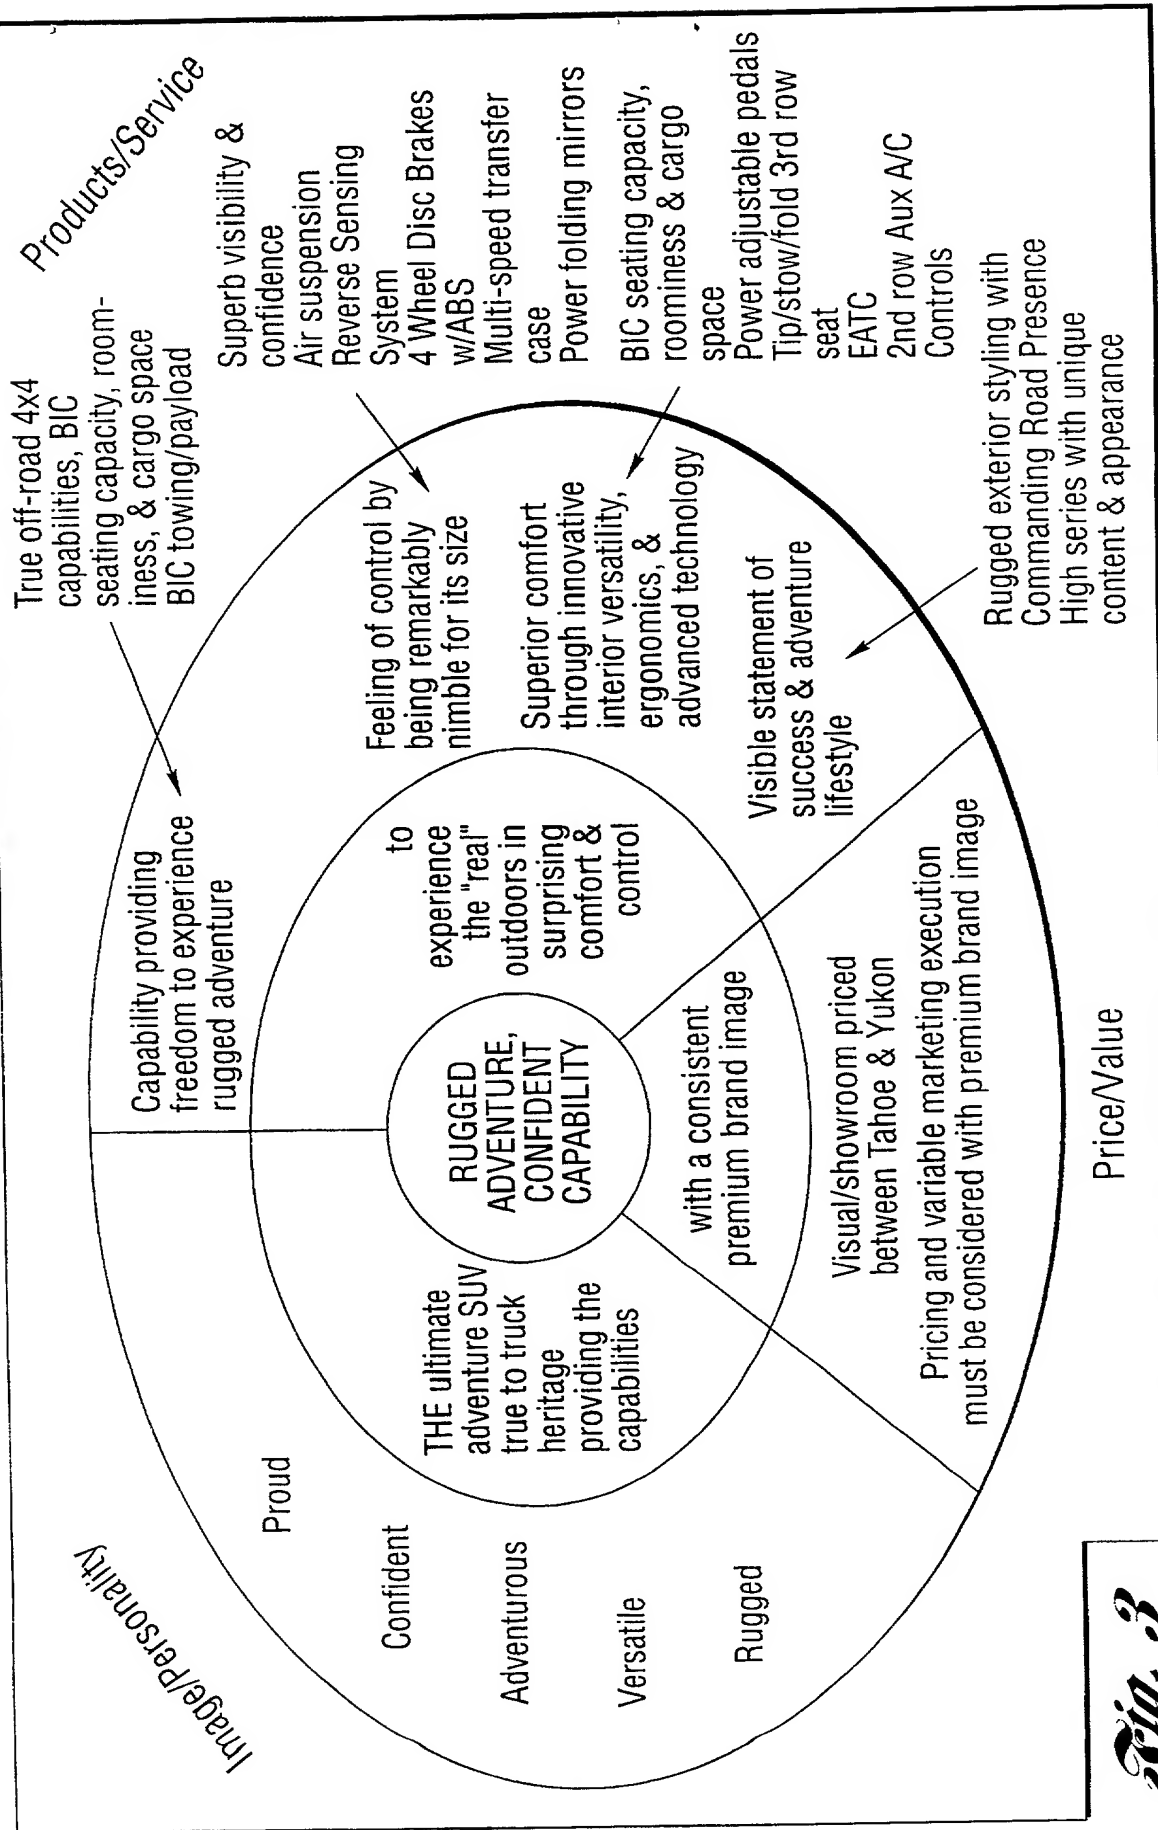 Image/Personality
Products/Service
Proud
Confident
Adventurous
Versatile
Rugged
THE ultimate
adventure SUV
true to truck
heritage
providing the
capabilities
RUGGED
ADVENTURE,
CONFIDENT
CAPABILITY
to
experience
the "real"
outdoors in
surprising
comfort &
control
with a consistent
premium brand image
Capability providing
freedom to experience
rugged adventure
Feeling of control by
being remarkably
nimble for its size
Superior comfort
through innovative
interior versatility,
ergonomics, &
advanced technology
Visible statement of
success & adventure
lifestyle
Visual/showroom priced
between Tahoe & Yukon
Pricing and variable marketing execution
must be considered with premium brand image
True off-road 4x4
capabilities, BIC
seating capacity, room-
iness, & cargo space
BIC towing/payload
Superb visibility &
confidence
Air suspension
Reverse Sensing
System
4 Wheel Disc Brakes
w/ABS
Multi-speed transfer
case
Power folding mirrors
BIC seating capacity,
roominess & cargo
space
Power adjustable pedals
Tip/stow/fold 3rd row
seat
EATC
2nd row Aux A/C
Controls
Rugged exterior styling with
Commanding Road Presence
High series with unique
content & appearance
Price/Value
Fig. 3